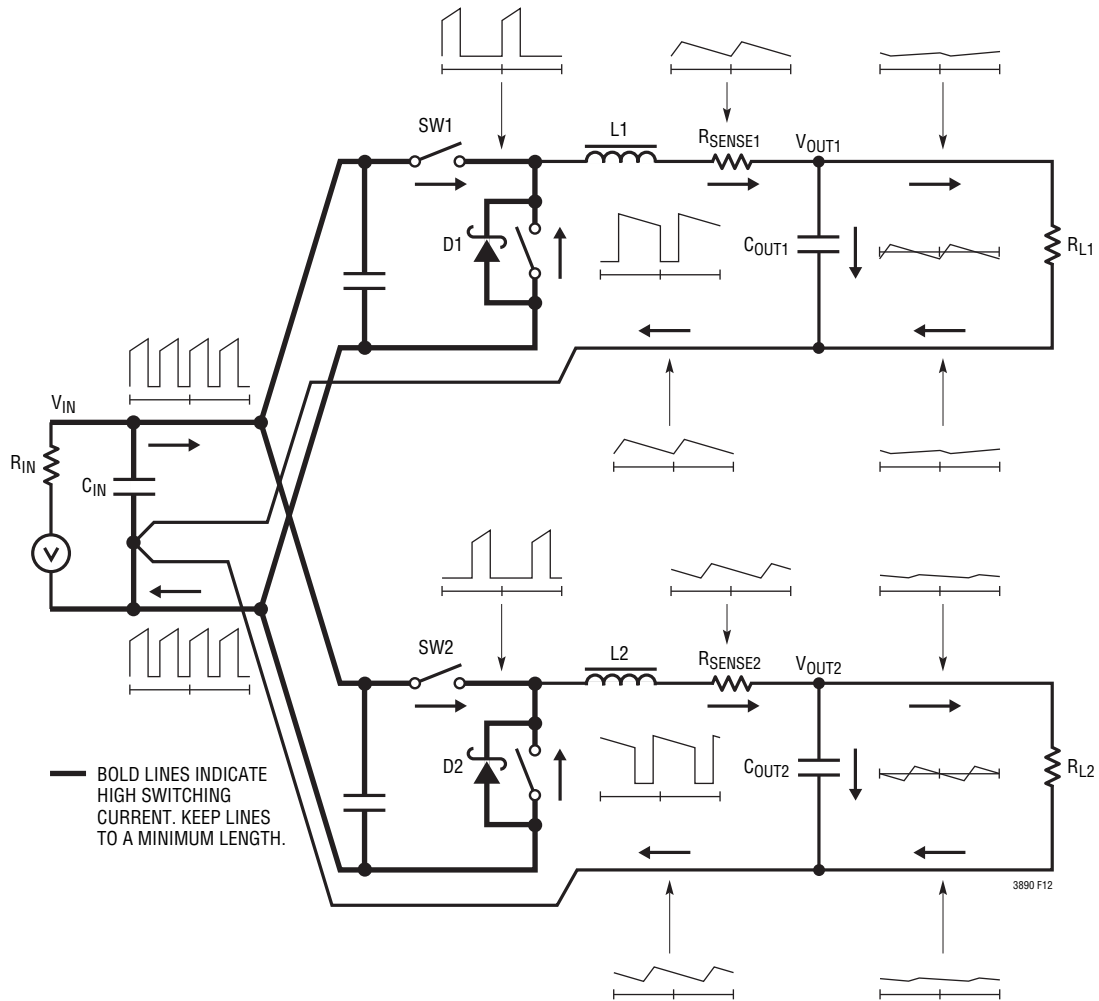 SW1
L1
RSENSE1
VOUT1
D1
COUT1
RL1
VIN
RIN
CIN
V
SW2
L2
RSENSE2
VOUT2
D2
COUT2
RL2
BOLD LINES INDICATE
HIGH SWITCHING
CURRENT. KEEP LINES
TO A MINIMUM LENGTH.
3890 F12